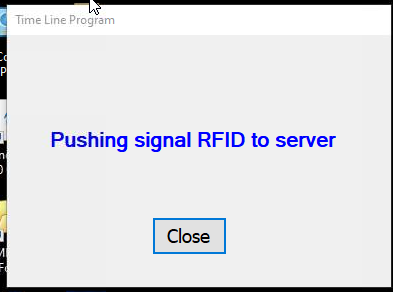 Time Line Program
Pushing signal RFID to server
Close